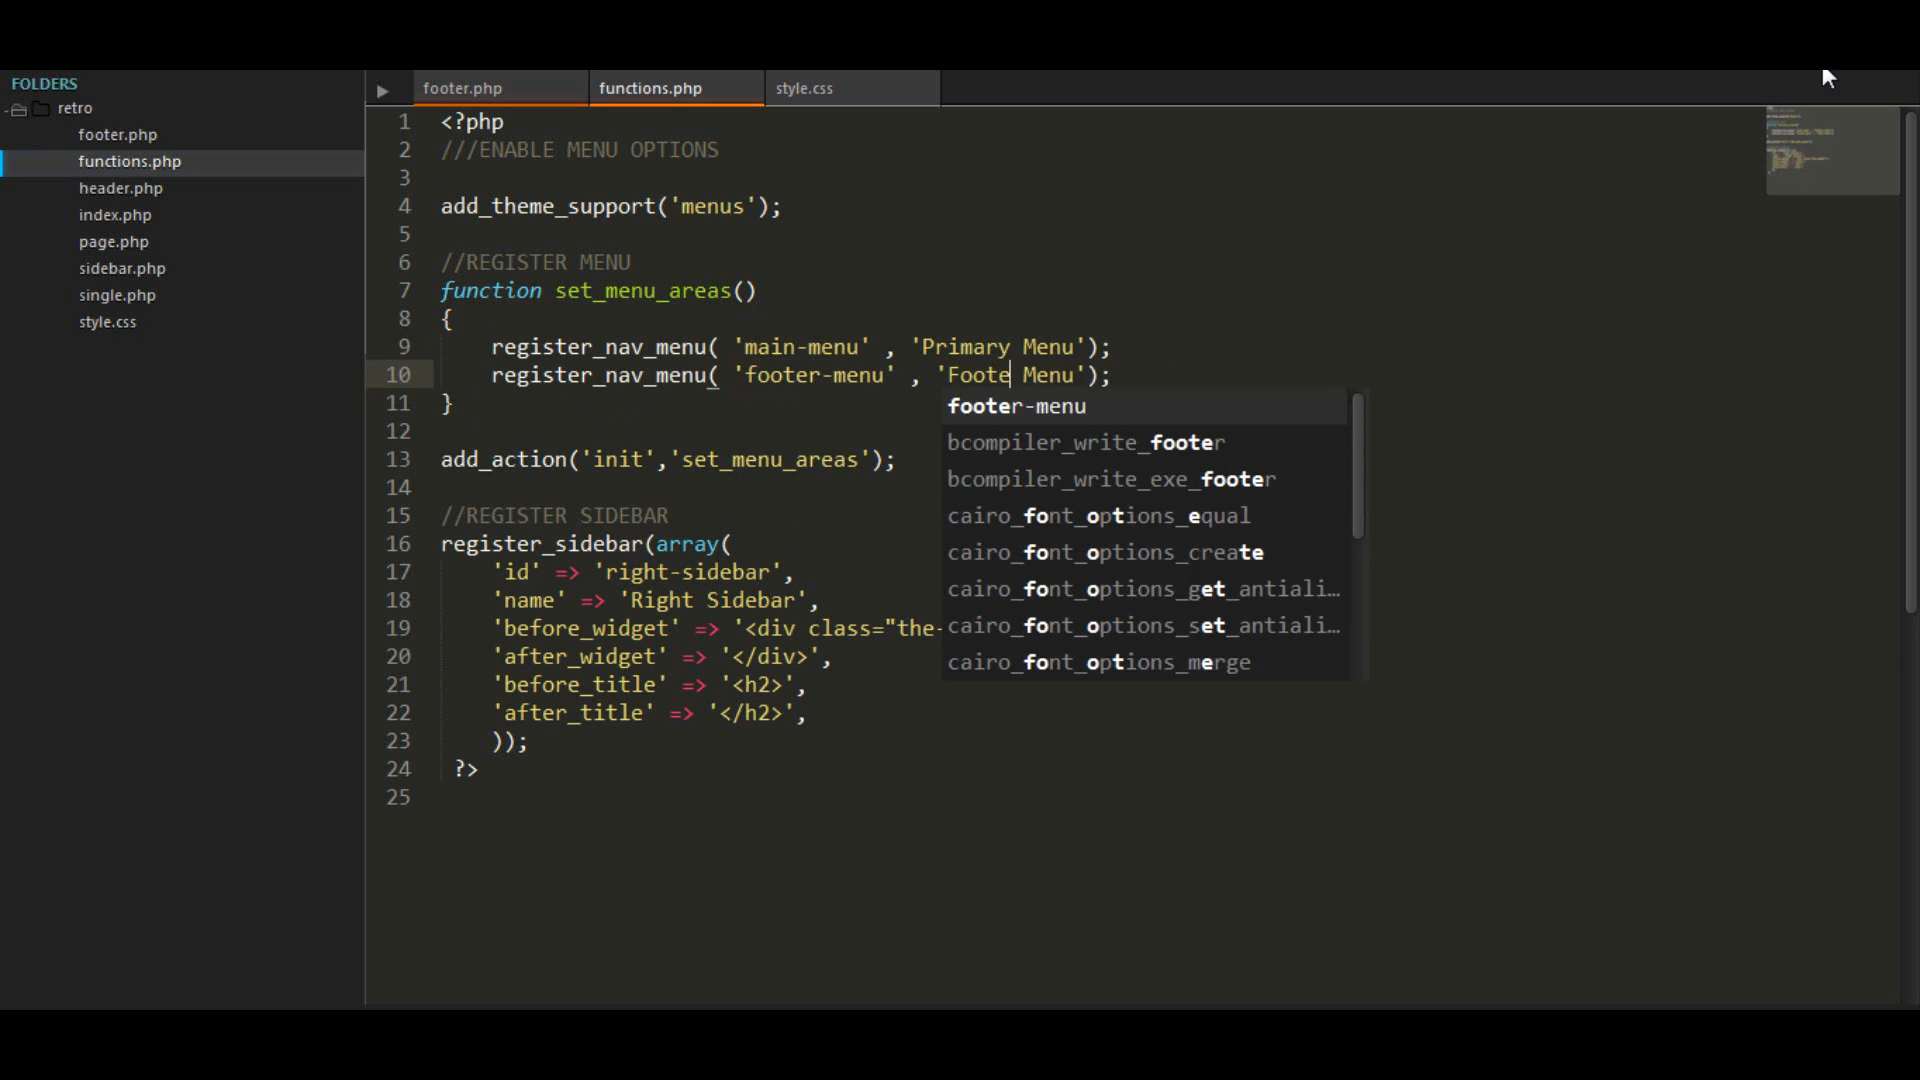 FOLDERS
retro
footer.php
functions.php
header.php
index.php
page.php
sidebar.php
single.php
style.css
footer.php functions.php style.css
1 <?php
2 ///ENABLE MENU OPTIONS
3
4 add_theme_support('menus');
5
6 //REGISTER MENU
7 function set_menu_areas()
8 {
9 register_nav_menu( 'main-menu' , 'Primary Menu');
10 register_nav_menu( 'footer-menu' , 'Foote Menu');
11 }
12
13 add_action('init','set_menu_areas');
14
15 //REGISTER SIDEBAR
16 register_sidebar(array(
17 'id' => 'right-sidebar',
18 'name' => 'Right Sidebar',
19 'before_widget' => '<div class="the-
20 'after_widget' => '</div>',
21 'before_title' => '<h2>',
22 'after_title' => '</h2>',
23 ));
24 ?>
25
footer-menu
bcompiler_write_footer
bcompiler_write_exe_footer
cairo_font_options_equal
cairo_font_options_create
cairo_font_options_get_antiali…
cairo_font_options_set_antiali…
cairo_font_options_merge